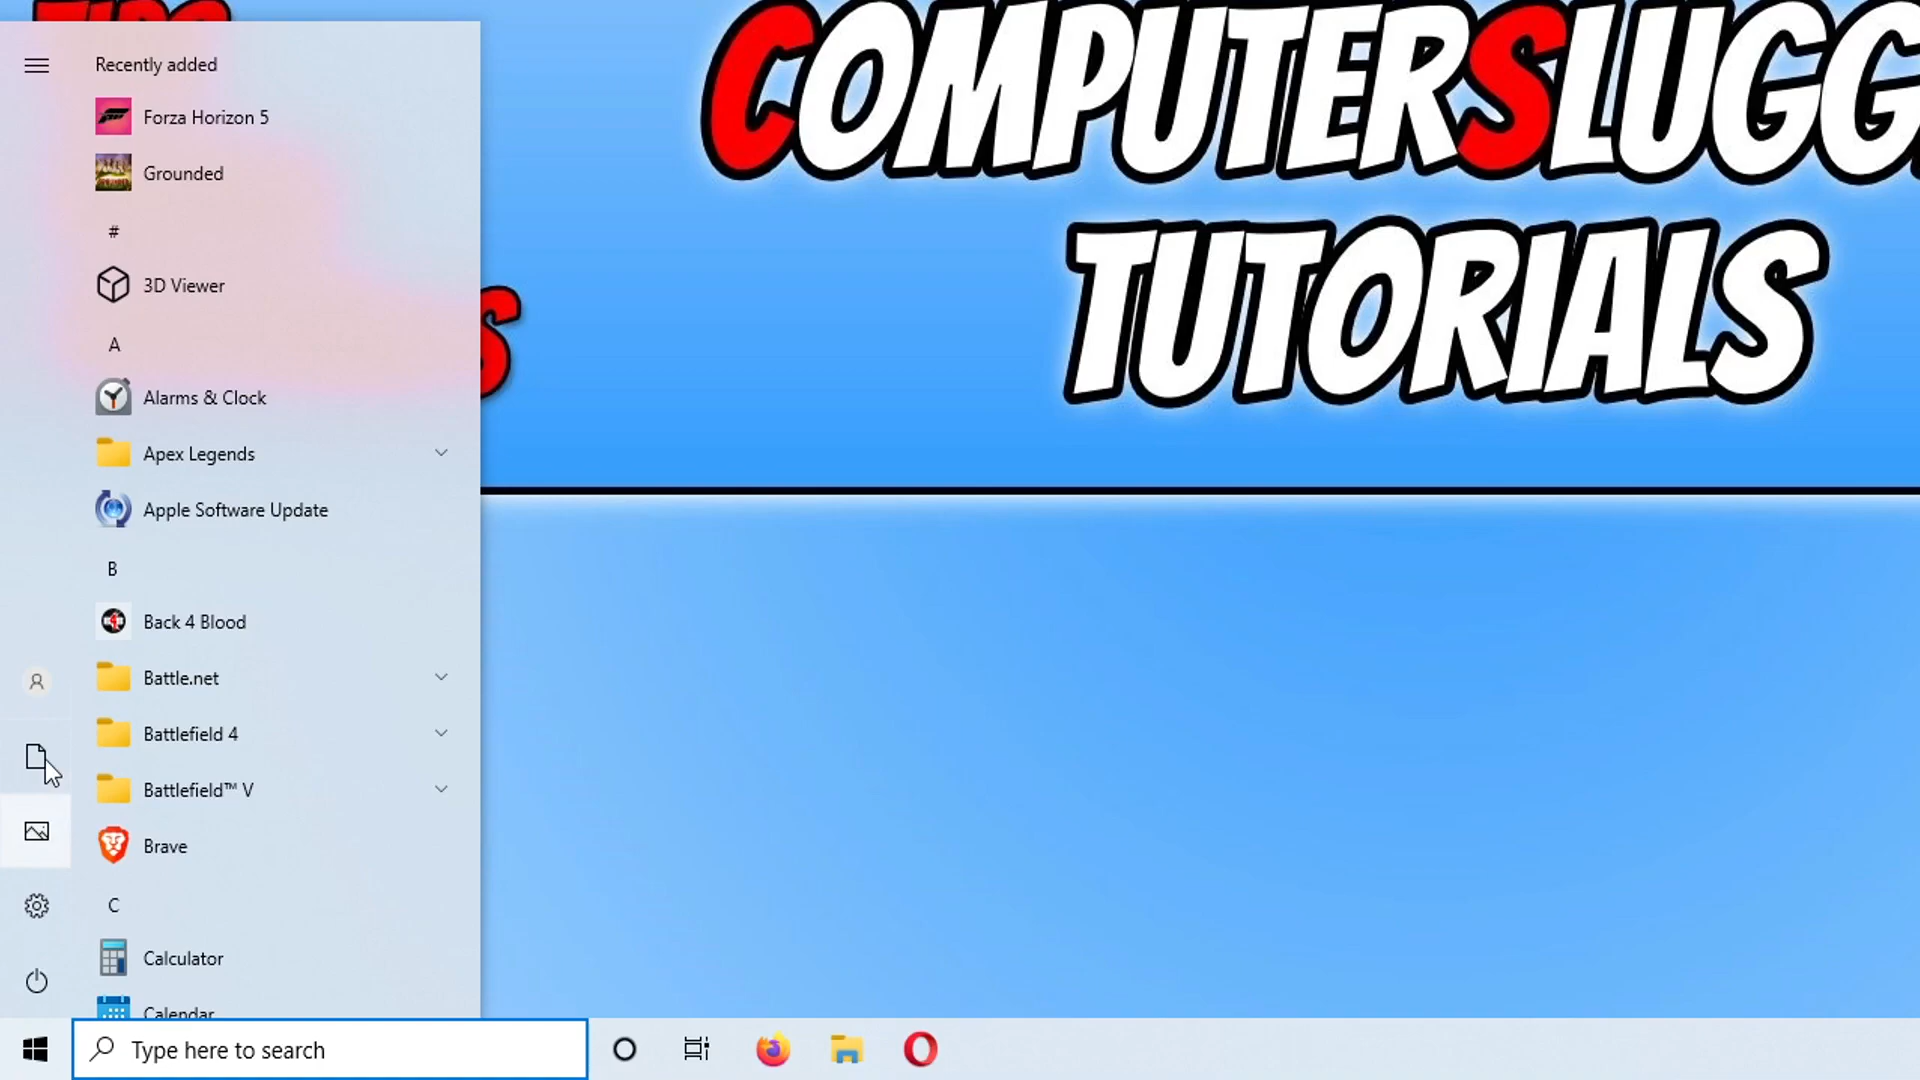 TIPS
COMPUTERSLUGG
TUTORIALS
S
Recently added
Forza Horizon 5
Grounded
#
3D Viewer
A
Alarms & Clock
Apex Legends
Apple Software Update
B
Back 4 Blood
Battle.net
Battlefield 4
Battlefield™ V
Brave
C
Calculator
Calendar
Type here to search